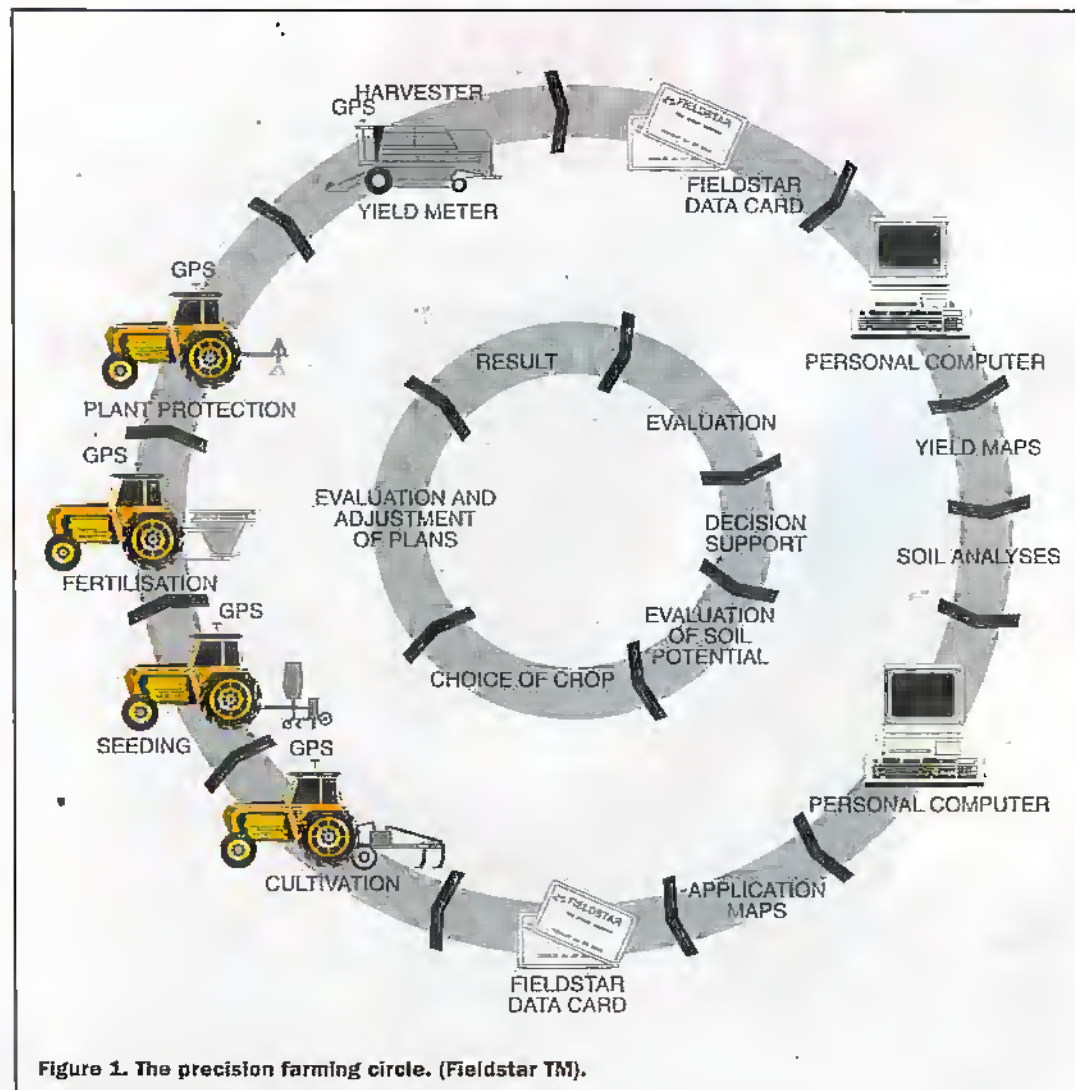 HARVESTER
GPS
YIELD METER
FIELDSTAR
FIELDSTAR
DATA CARD
PERSONAL COMPUTER
YIELD MAPS
SOIL ANALYSES
PERSONAL COMPUTER
APPLICATION
MAPS
FIELDSTAR
FIELDSTAR
DATA CARD
GPS
CULTIVATION
GPS
SEEDING
GPS
FERTILISATION
GPS
PLANT PROTECTION
RESULT
EVALUATION
DECISION
SUPPORT
EVALUATION
OF SOIL
POTENTIAL
CHOICE OF CROP
EVALUATION AND
ADJUSTMENT
OF PLANS
Figure 1. The precision farming circle. (Fieldstar TM).